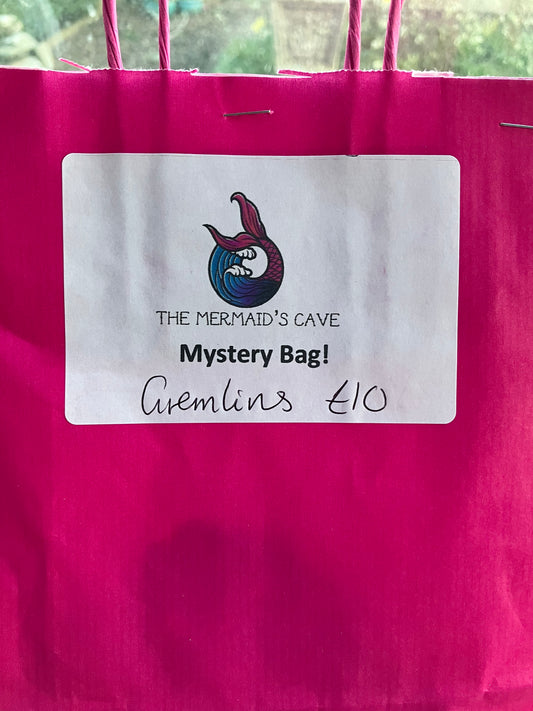 THE MERMAID'S CAVE
Mystery Bag!
Gremlins £10